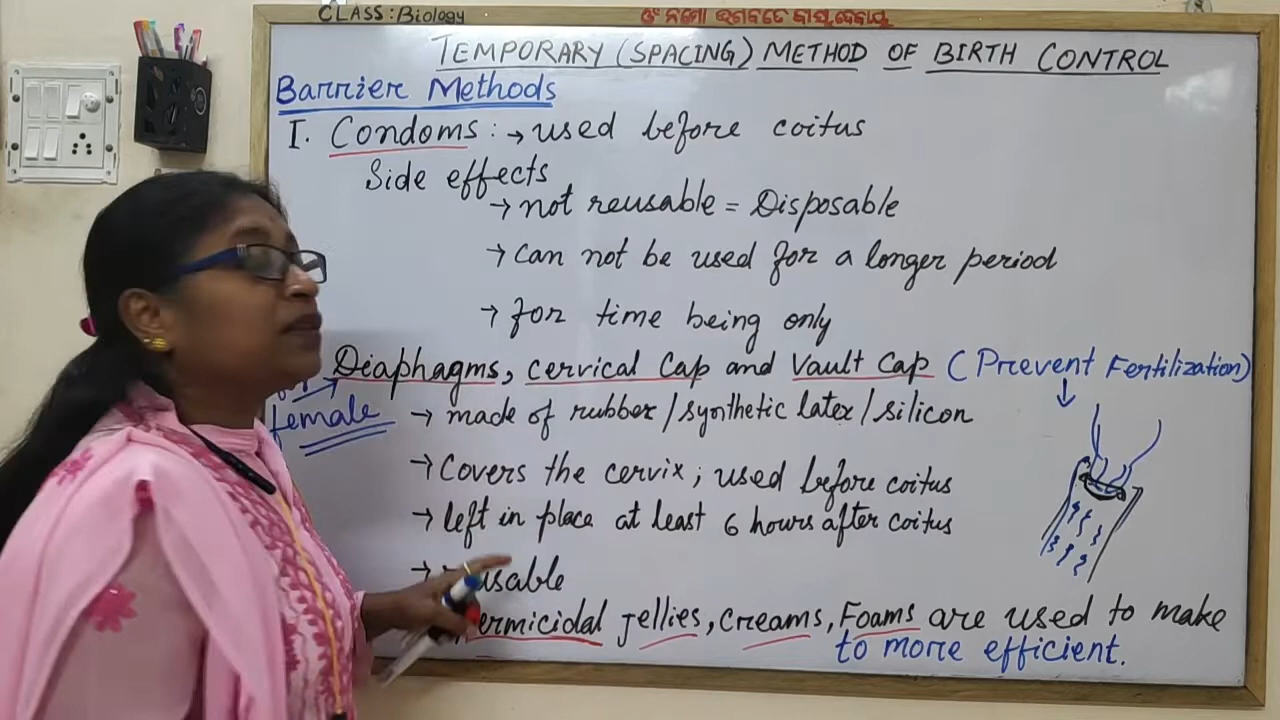 CLASS: Biology
ଓଁ ନମୋ ଭଗବତେ ବାସୁଦେବାୟ
TEMPORARY (SPACING) METHOD OF BIRTH CONTROL
Barrier Methods
I. Condoms: → used before coitus
Side effects
→ not reusable = Disposable
→ can not be used for a longer period
→ for time being only
Diaphagms, cervical Cap and Vault Cap (Prevent Fertilization)
female
→ made of rubber/synthetic latex/silicon
→ Covers the cervix; used before coitus
→ left in place at least 6 hours after coitus
→ usable
ermicidal Jellies, Creams, Foams are used to make
to more efficient.